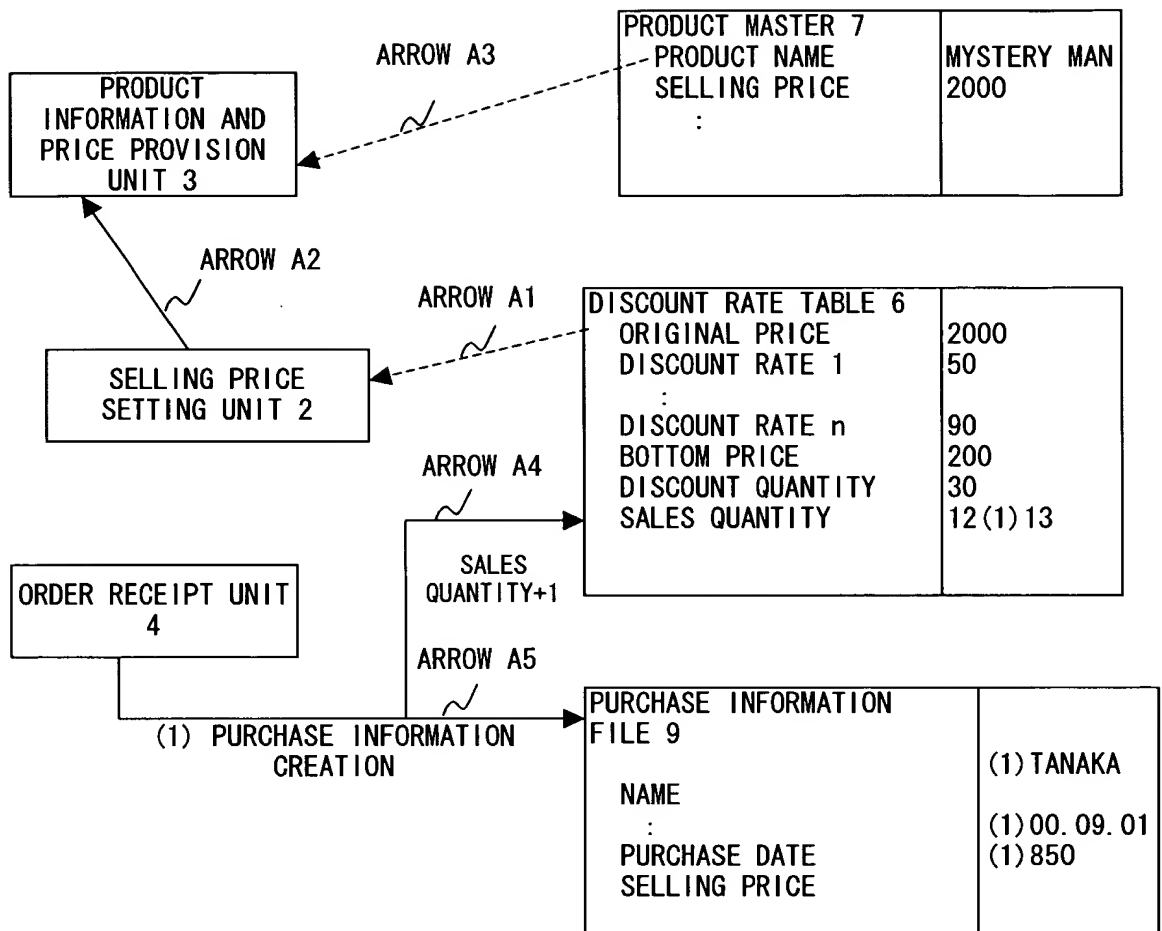 ARROW A3
PRODUCT
INFORMATION AND
PRICE PROVISION
UNIT 3
PRODUCT MASTER 7
PRODUCT NAME MYSTERY MAN
SELLING PRICE 2000
:
ARROW A2
ARROW A1
SELLING PRICE
SETTING UNIT 2
DISCOUNT RATE TABLE 6
ORIGINAL PRICE 2000
DISCOUNT RATE 1 50
:
DISCOUNT RATE n 90
BOTTOM PRICE 200
DISCOUNT QUANTITY 30
SALES QUANTITY 12(1)13
ARROW A4
SALES
QUANTITY+1
ORDER RECEIPT UNIT
4
ARROW A5
(1) PURCHASE INFORMATION
CREATION
PURCHASE INFORMATION
FILE 9
(1)TANAKA
NAME
:
(1)00.09.01
PURCHASE DATE
(1)850
SELLING PRICE